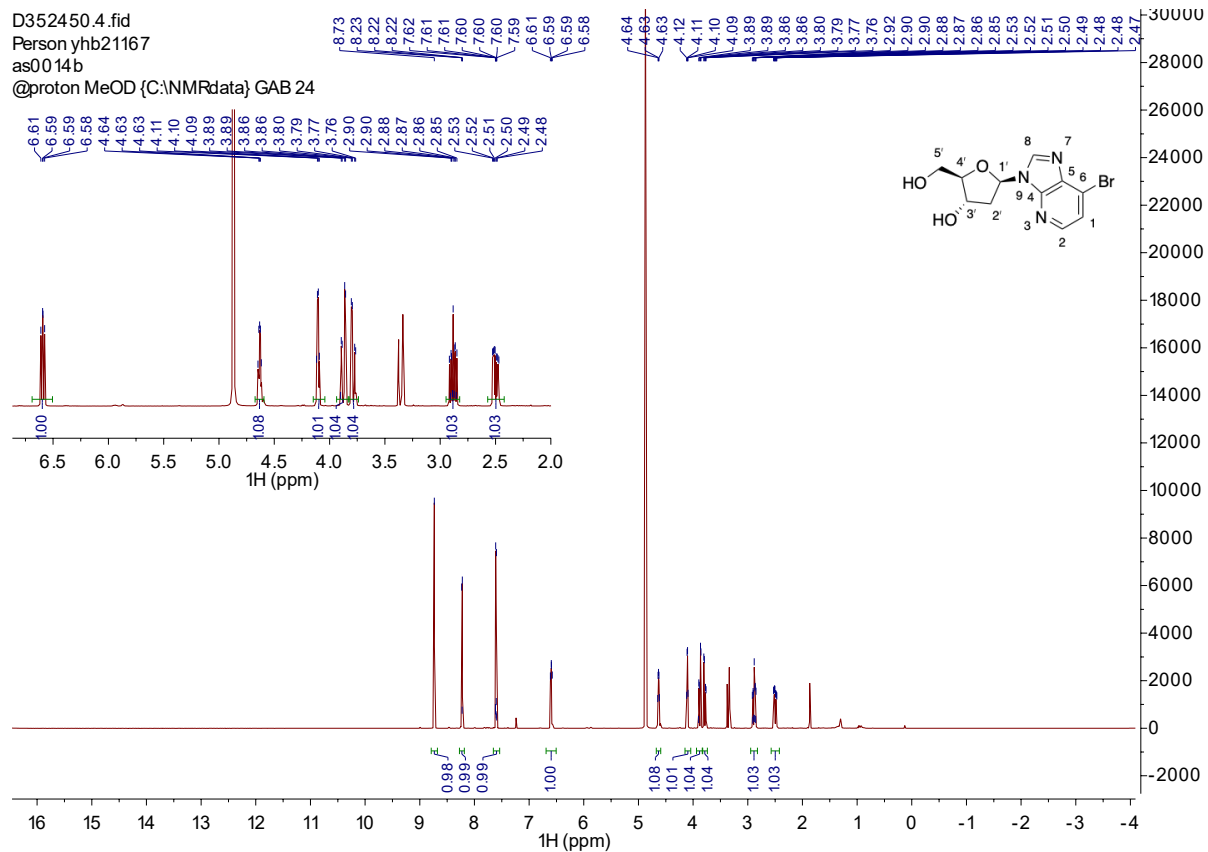 D352450.4.fid
Person yhb21167
as0014b
@proton MeOD {C:\NMRdata} GAB 24
8.73 8.23 8.22 8.22 7.62 7.61 7.61 7.60 7.60 7.60 7.59 6.61 6.59 6.59 6.58 4.64 4.63 4.63 4.12 4.11 4.10 4.09 3.89 3.89 3.86 3.86 3.80 3.79 3.77 3.76 2.92 2.90 2.90 2.88 2.87 2.86 2.85 2.53 2.52 2.51 2.50 2.49 2.48 2.48 2.47
6.61 6.59 6.59 6.58 4.64 4.63 4.63 4.11 4.10 4.09 3.89 3.89 3.86 3.86 3.80 3.79 3.77 3.76 2.90 2.90 2.88 2.87 2.86 2.85 2.53 2.52 2.51 2.50 2.49 2.48
1.00 1.08 1.01 1.04 1.04 1.03 1.03
6.5 6.0 5.5 5.0 4.5 4.0 3.5 3.0 2.5 2.0
1H (ppm)
5' 4' O 1' 8 N 7
HO N 9 4 5 6 Br
HO 3' 2' N 3 2 1
30000
28000
26000
24000
22000
20000
18000
16000
14000
12000
10000
8000
6000
4000
2000
0
-2000
0.98 0.99 0.99 1.00 1.08 1.01 1.04 1.04 1.03 1.03
16 15 14 13 12 11 10 9 8 7 6 5 4 3 2 1 0 -1 -2 -3 -4
1H (ppm)